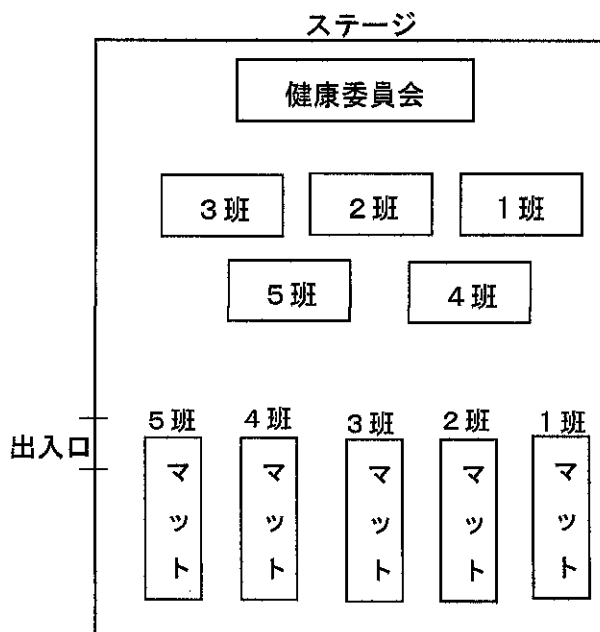 ステージ
健康委員会
3班 2班 1班
5班 4班
出入口
5班 4班 3班 2班 1班
マット マット マット マット マット